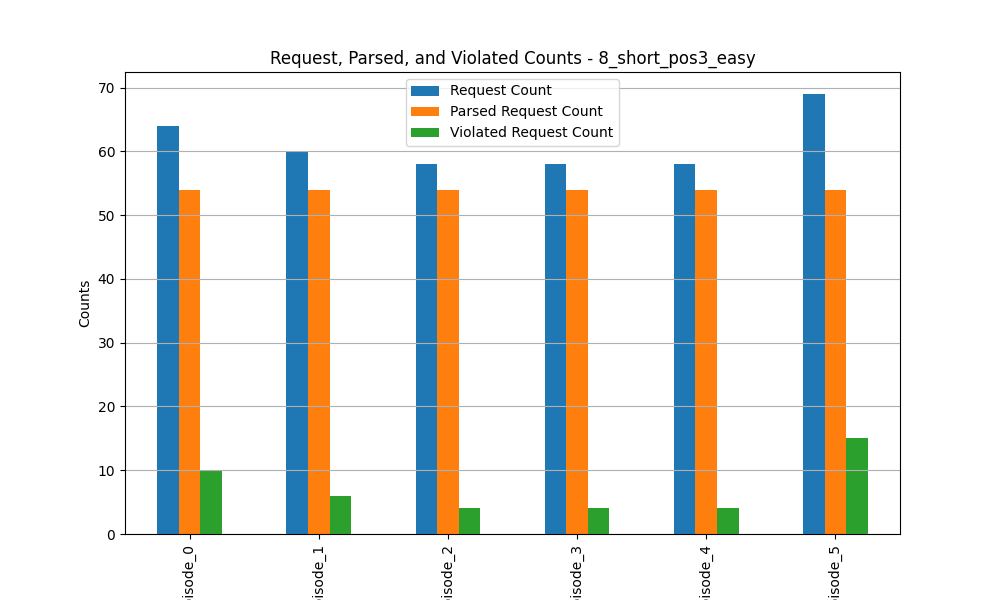 Request, Parsed, and Violated Counts - 8_short_pos3_easy
Request Count
Parsed Request Count
Violated Request Count
Counts
70
60
50
40
30
20
10
0
isode_0
isode_1
isode_2
isode_3
isode_4
isode_5